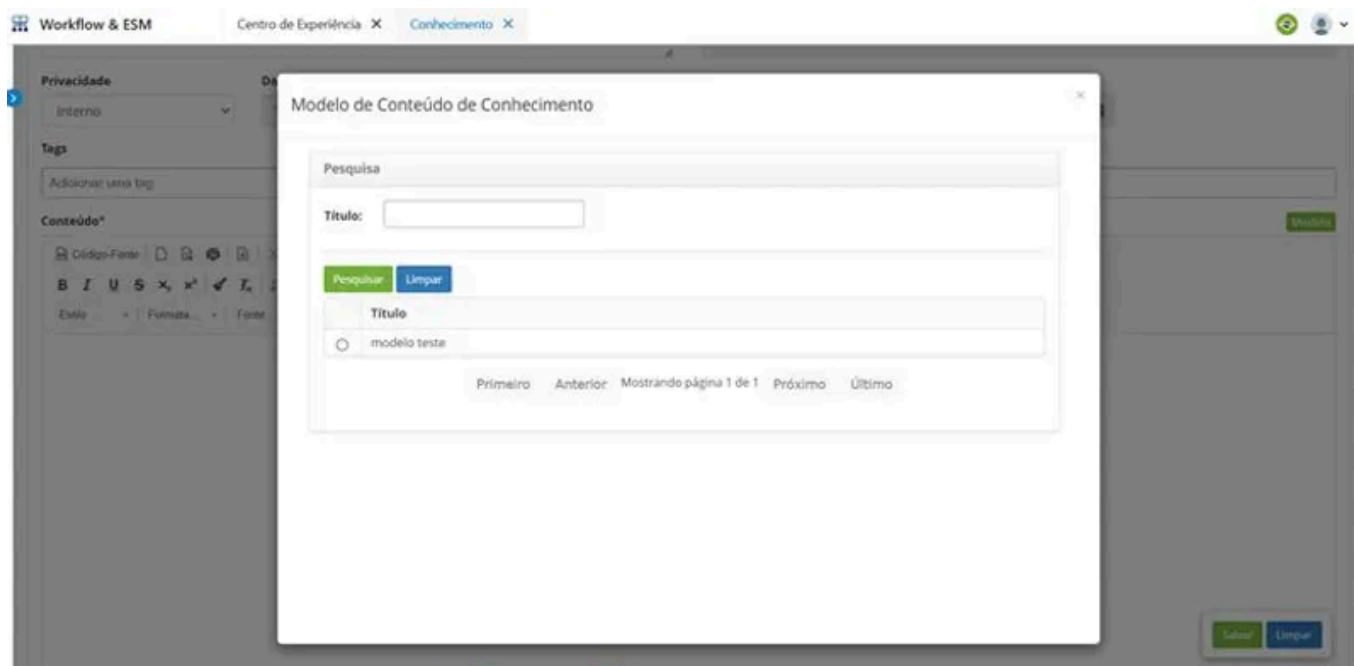 Workflow & ESM Centro de Experiência X Conhecimento X
Privacidade
Modelo de Conteúdo de Conhecimento
Interno
Tags
Pesquisa
Adicionar uma tag
Título:
Conteúdo*
Modelo
Código-Fonte
Pesquisar Limpar
B I U S
Estilo Formata... Fonte
Título
modelo teste
Primeiro Anterior Mostrando página 1 de 1 Próximo Último
Salvar Limpar